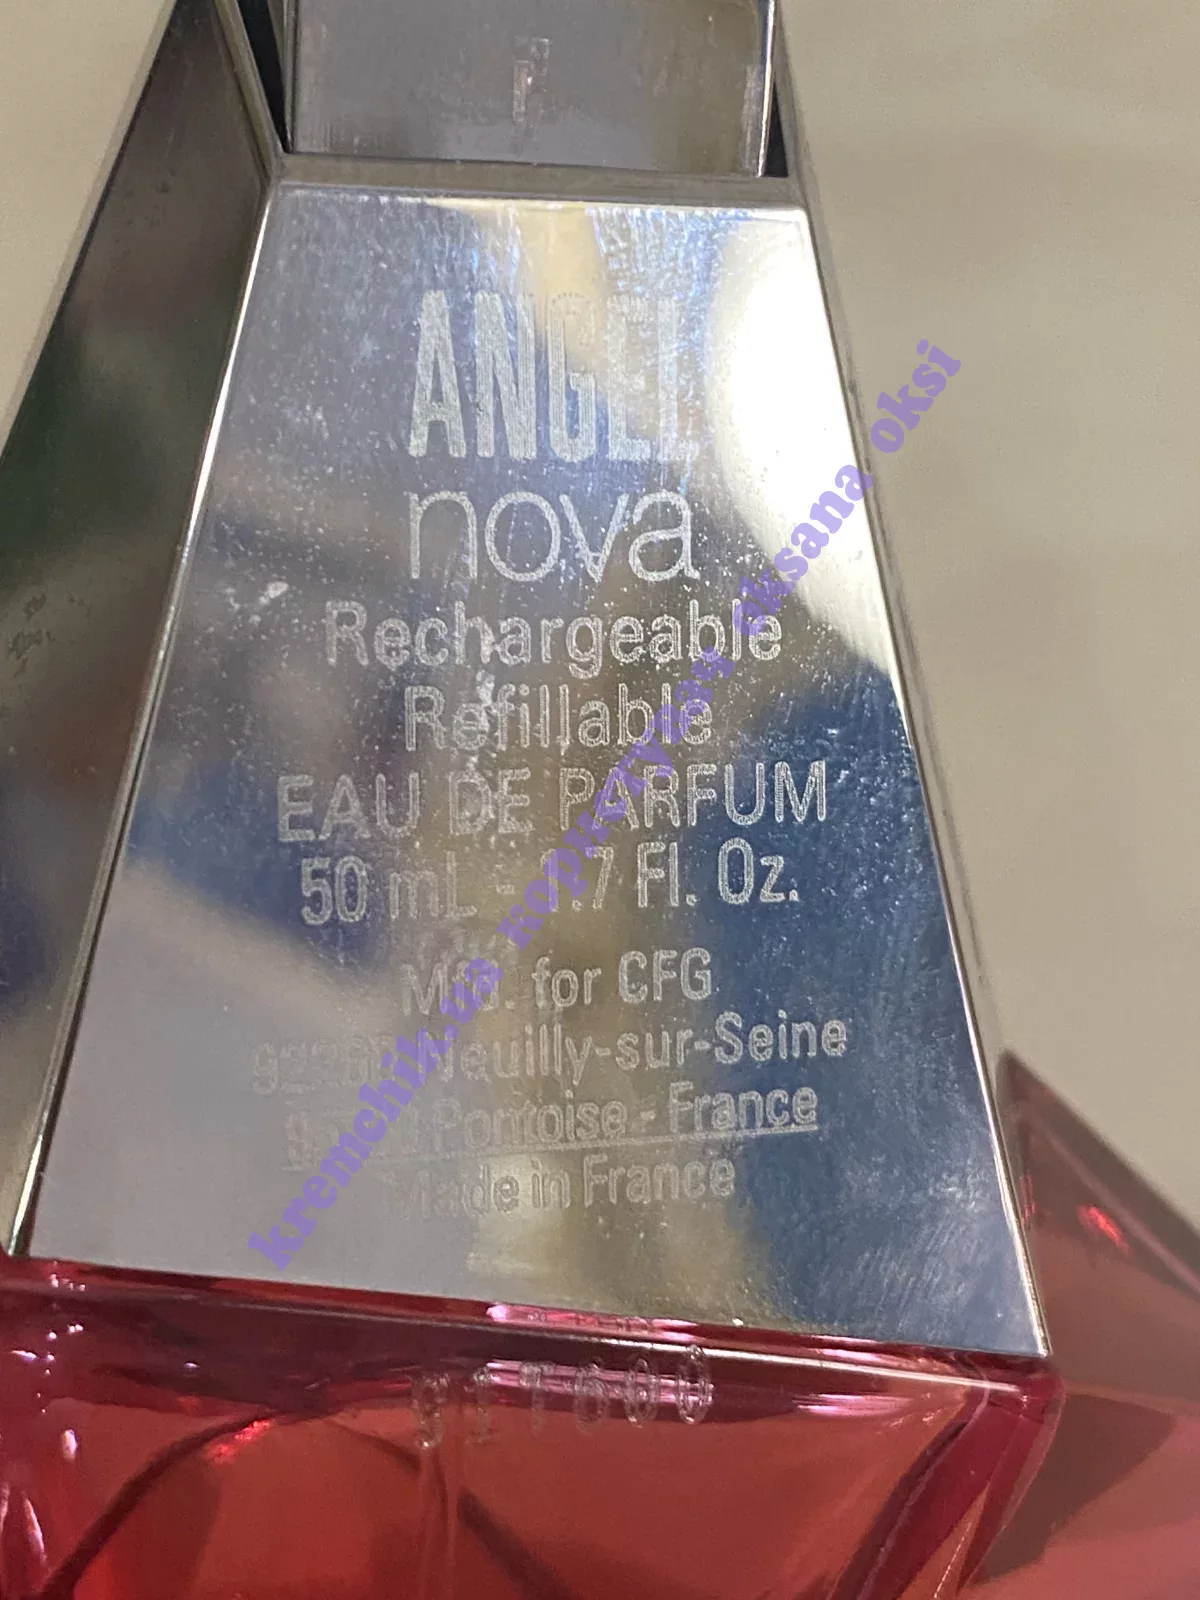 ANGEL
nova
Rechargeable
Refillable
EAU DE PARFUM
50 mL - 1.7 Fl. Oz.
Mfd. for CFG
Neuilly-sur-Seine
Pontoise - France
Made in France
kremchik.ua користувач oksana oksi